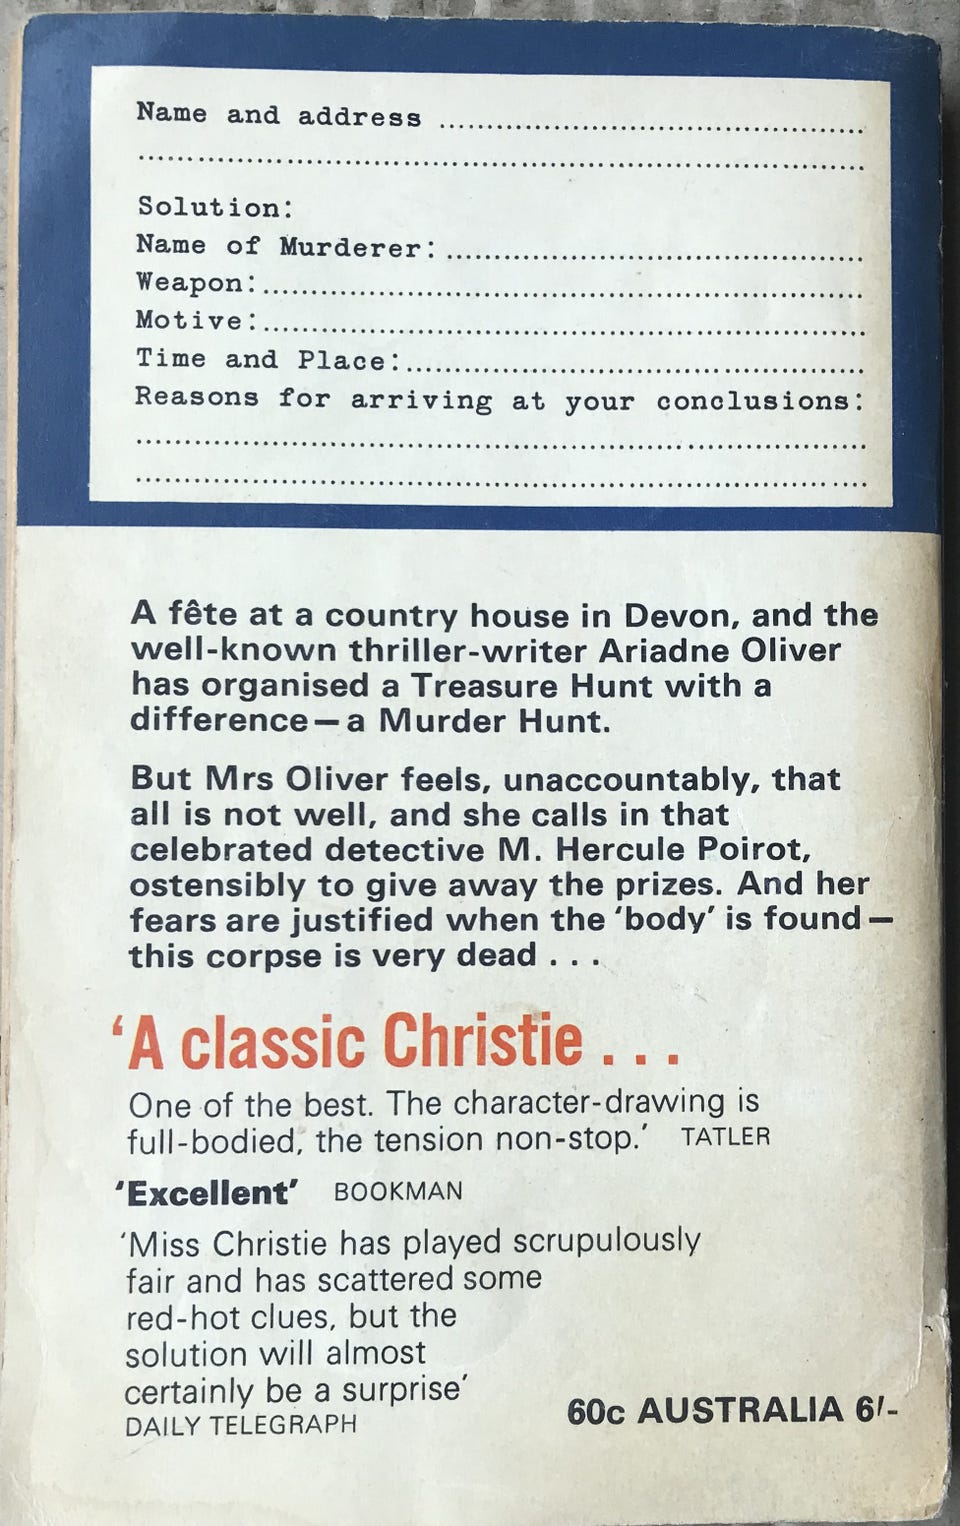 Name and address ........................................
........................................................................
Solution:
Name of Murderer: ........................................
Weapon: ........................................
Motive: ........................................
Time and Place: ........................................
Reasons for arriving at your conclusions:
........................................................................
........................................................................
A fête at a country house in Devon, and the
well-known thriller-writer Ariadne Oliver
has organised a Treasure Hunt with a
difference—a Murder Hunt.
But Mrs Oliver feels, unaccountably, that
all is not well, and she calls in that
celebrated detective M. Hercule Poirot,
ostensibly to give away the prizes. And her
fears are justified when the ‘body’ is found—
this corpse is very dead . . .
‘A classic Christie . . .
One of the best. The character-drawing is
full-bodied, the tension non-stop.’ TATLER
‘Excellent’ BOOKMAN
‘Miss Christie has played scrupulously
fair and has scattered some
red-hot clues, but the
solution will almost
certainly be a surprise’
DAILY TELEGRAPH
60c AUSTRALIA 6/-